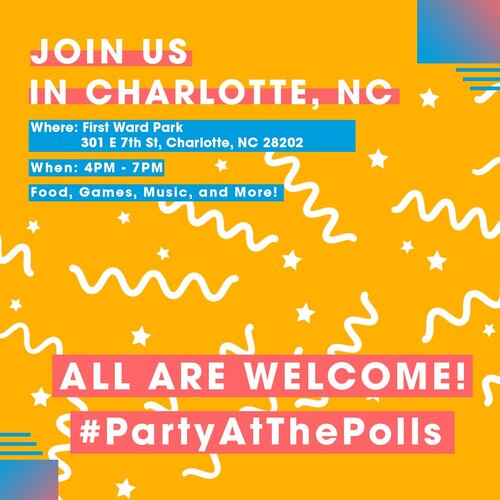 JOIN US
IN CHARLOTTE, NC
Where: First Ward Park
301 E 7th St, Charlotte, NC 28202
When: 4PM - 7PM
Food, Games, Music, and More!
ALL ARE WELCOME!
#PartyAtThePolls